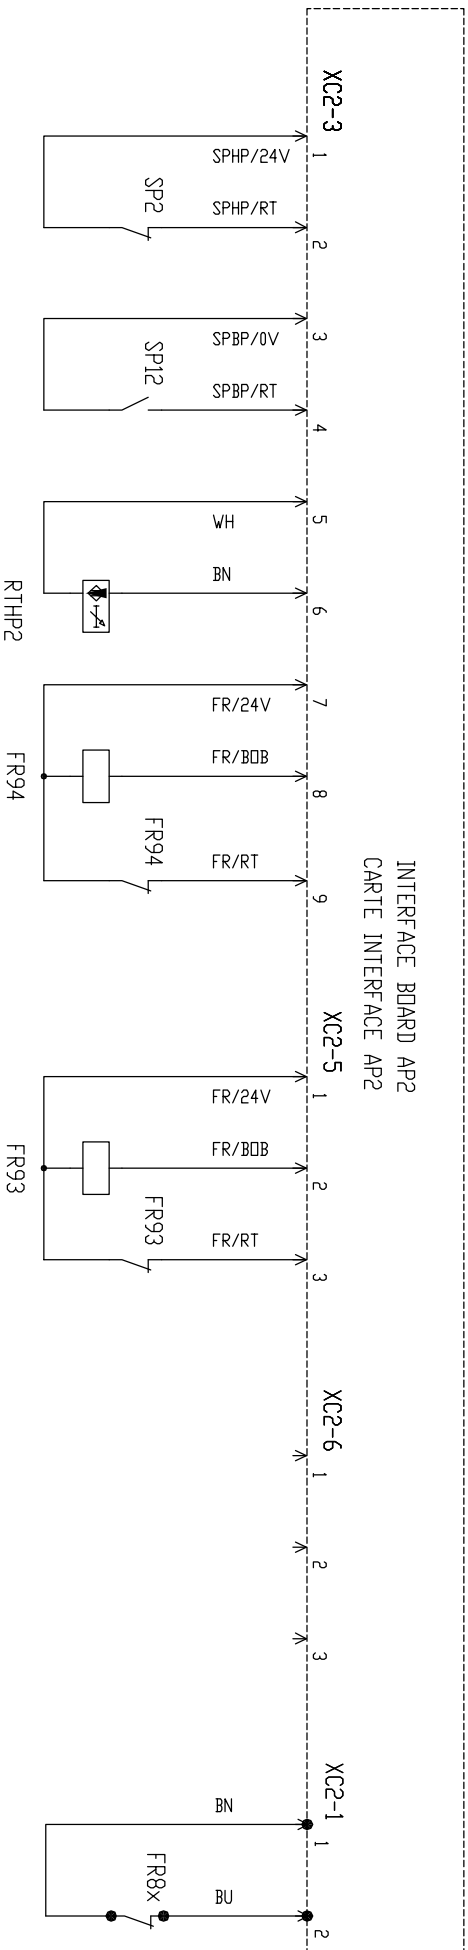 INTERFACE BOARD AP2
CARTE INTERFACE AP2
XC2-3
1
SPHP/24V
SPHP/RT
2
SP2
3
SPBP/0V
SPBP/RT
4
SP12
5
WH
BN
6
RTHP2
7
FR/24V
FR/BOB
8
FR94
FR94
FR/RT
9
XC2-5
1
FR/24V
FR/BOB
2
FR93
FR93
FR/RT
3
XC2-6
1
2
3
XC2-1
BN
1
FR8x
BU
2